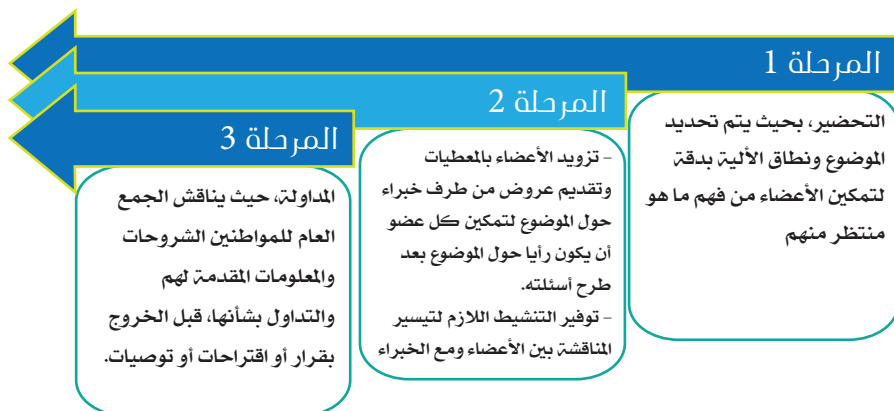 المرحلة 1
التحضير، بحيث يتم تحديد
الموضوع ونطاق الألية بدقة
لتمكين الأعضاء من فهم ما هو
منتظر منهم
المرحلة 2
- تزويد الأعضاء بالمعطيات
وتقديم عروض من طرف خبراء
حول الموضوع لتمكين كل عضو
أن يكون رأيا حول الموضوع بعد
طرح أسئلته.
- توفير التنشيط اللازم لتيسير
المناقشة بين الأعضاء ومع الخبراء
المرحلة 3
المداولة، حيث يناقش الجمع
العام للمواطنين الشروحات
والمعلومات المقدمة لهم
والتداول بشأنها، قبل الخروج
بقرار أو اقتراحات أو توصيات.